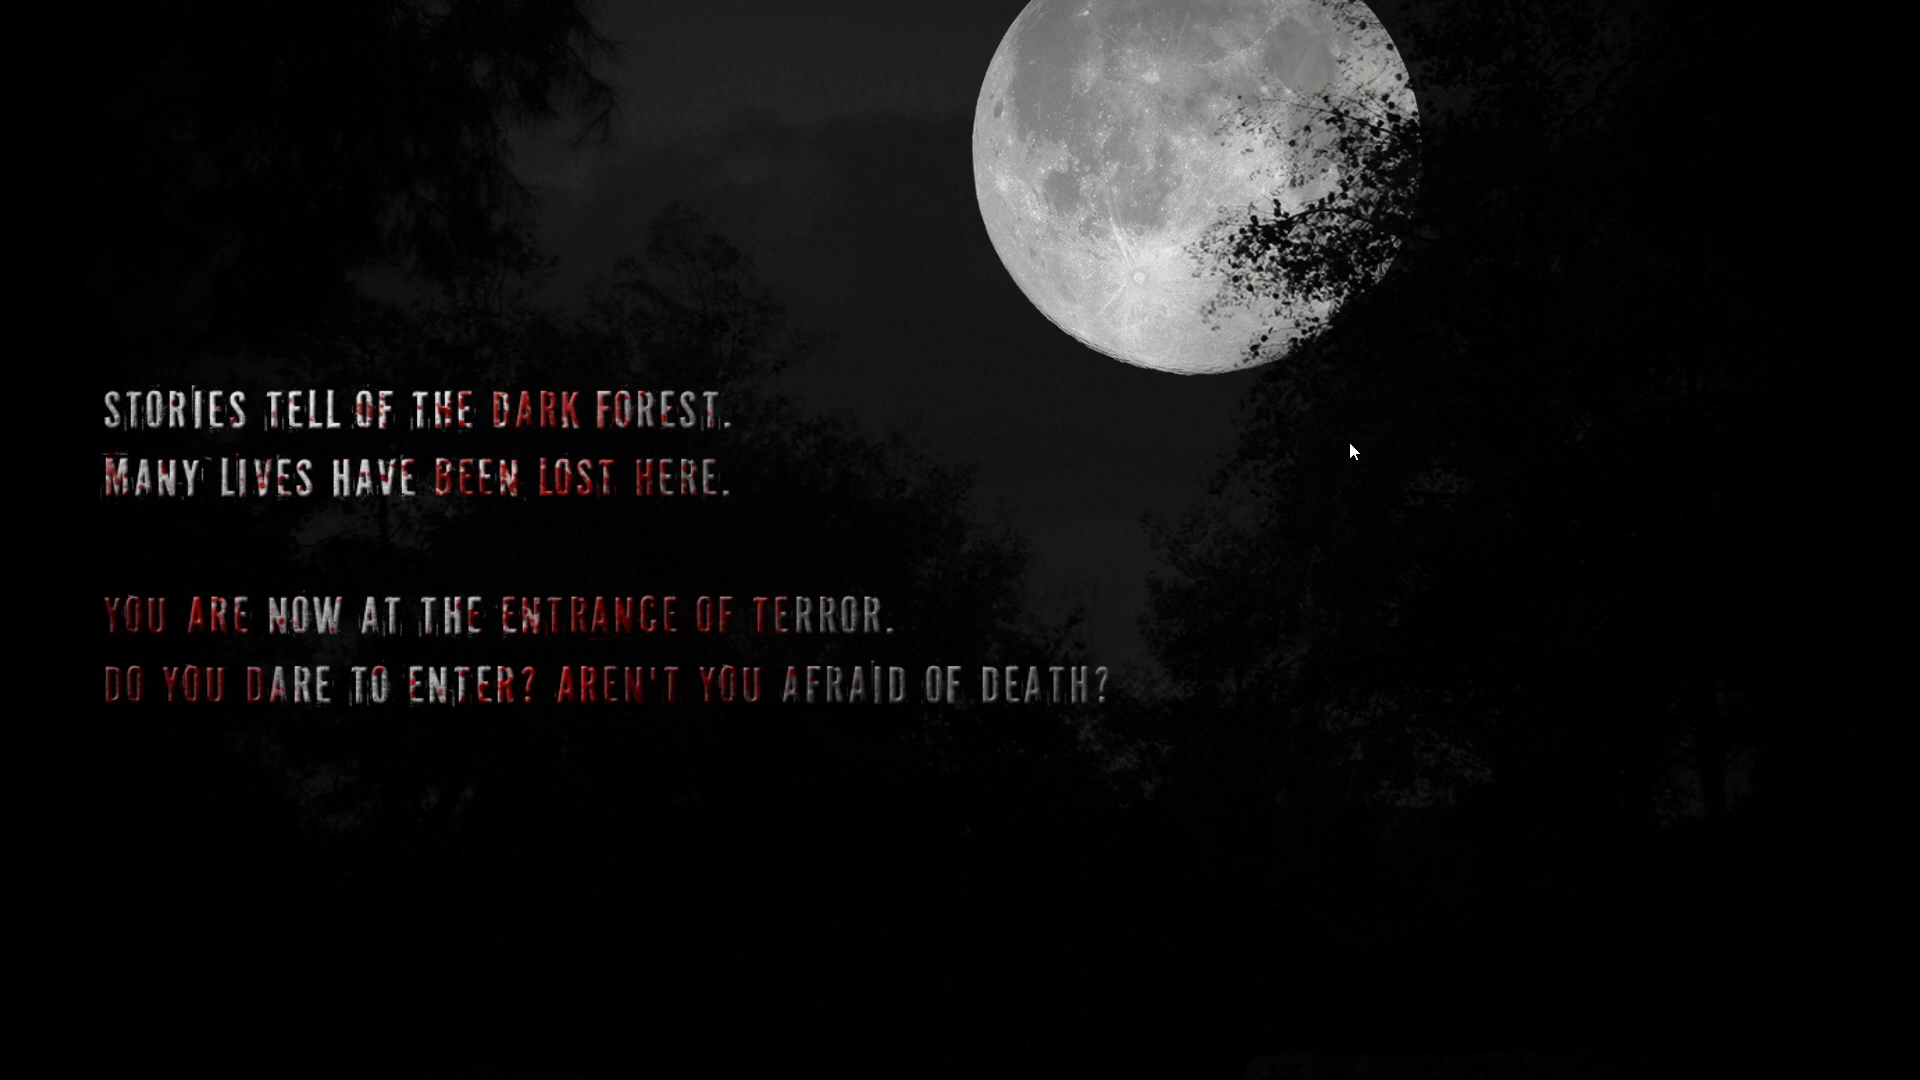 STORIES TELL OF THE DARK FOREST.
MANY LIVES HAVE BEEN LOST HERE.
YOU ARE NOW AT THE ENTRANCE OF TERROR.
DO YOU DARE TO ENTER? AREN'T YOU AFRAID OF DEATH?